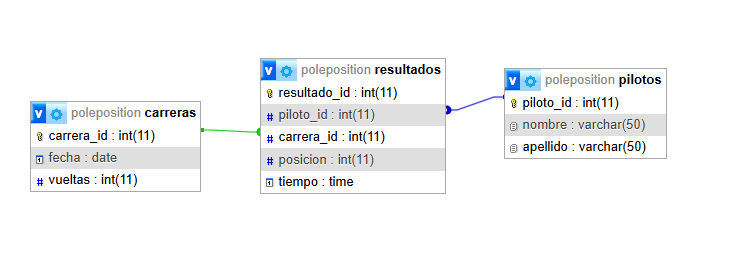 poleposition carreras
carrera_id : int(11)
fecha : date
vueltas : int(11)
poleposition resultados
resultado_id : int(11)
piloto_id : int(11)
carrera_id : int(11)
posicion : int(11)
tiempo : time
poleposition pilotos
piloto_id : int(11)
nombre : varchar(50)
apellido : varchar(50)